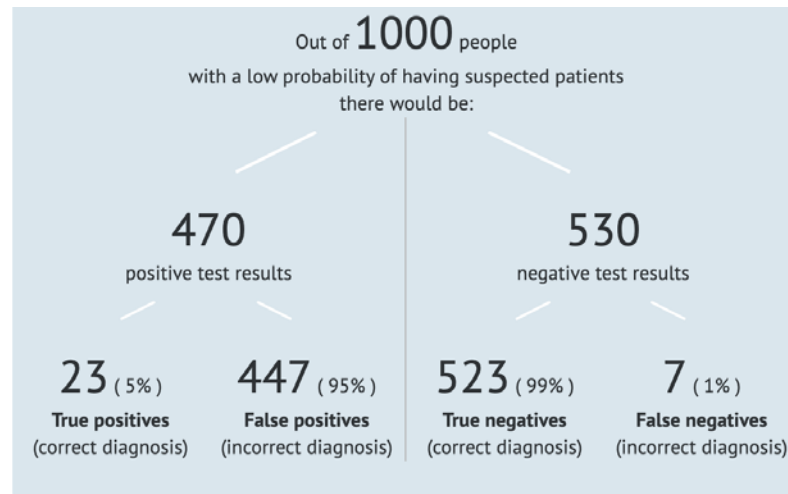 Out of 1000 people
with a low probability of having suspected patients
there would be:
470
positive test results
530
negative test results
23 ( 5% )
True positives
(correct diagnosis)
447 ( 95% )
False positives
(incorrect diagnosis)
523 ( 99% )
True negatives
(correct diagnosis)
7 ( 1% )
False negatives
(incorrect diagnosis)